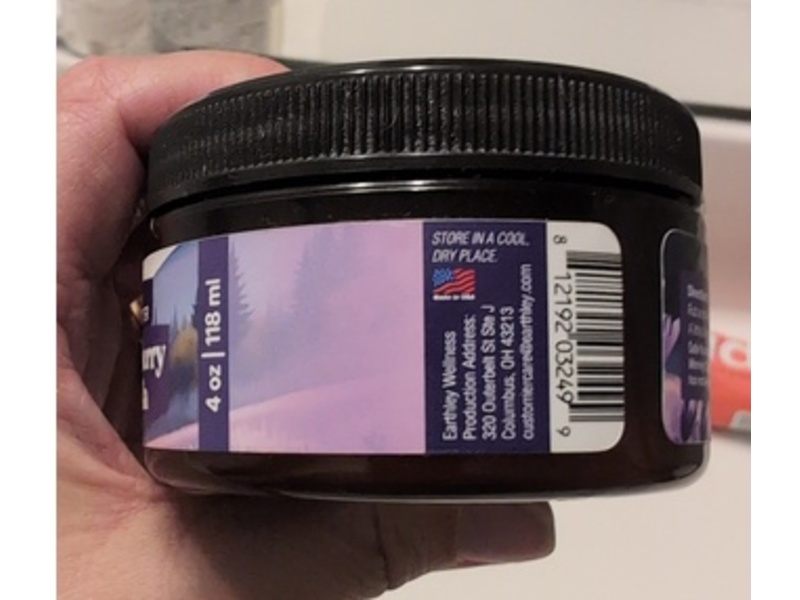 4 oz | 118 ml
STORE IN A COOL,
DRY PLACE.
Made in USA
Earthley Wellness
Production Address:
320 Outerbelt St Ste J
Columbus, OH 43213
customercare@earthley.com
8 12192 03249 9